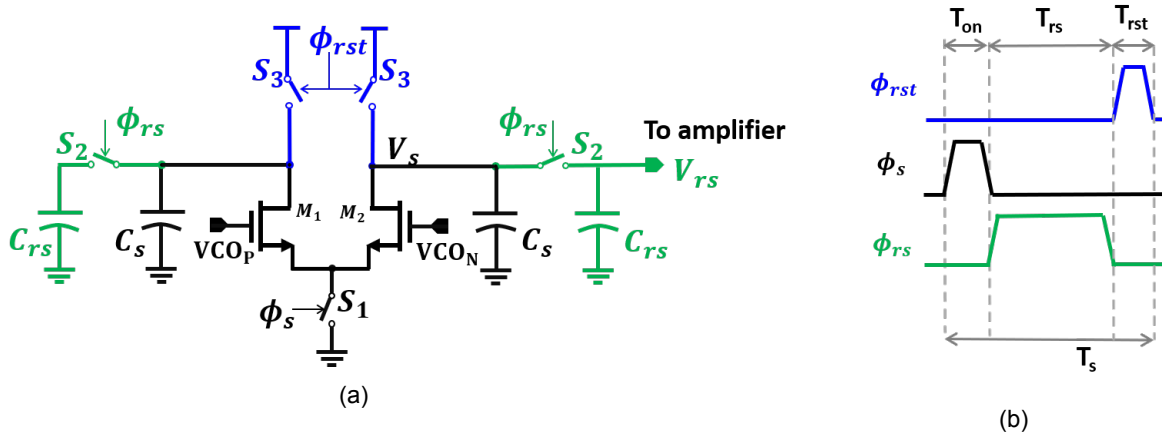 ϕrst
S3 S3
ϕrs ϕrs To amplifier
S2 Vs S2 Vrs
M1 M2
Crs Cs VCOP VCON Cs Crs
ϕs S1
(a)
Ton Trs Trst
ϕrst
ϕs
ϕrs
Ts
(b)